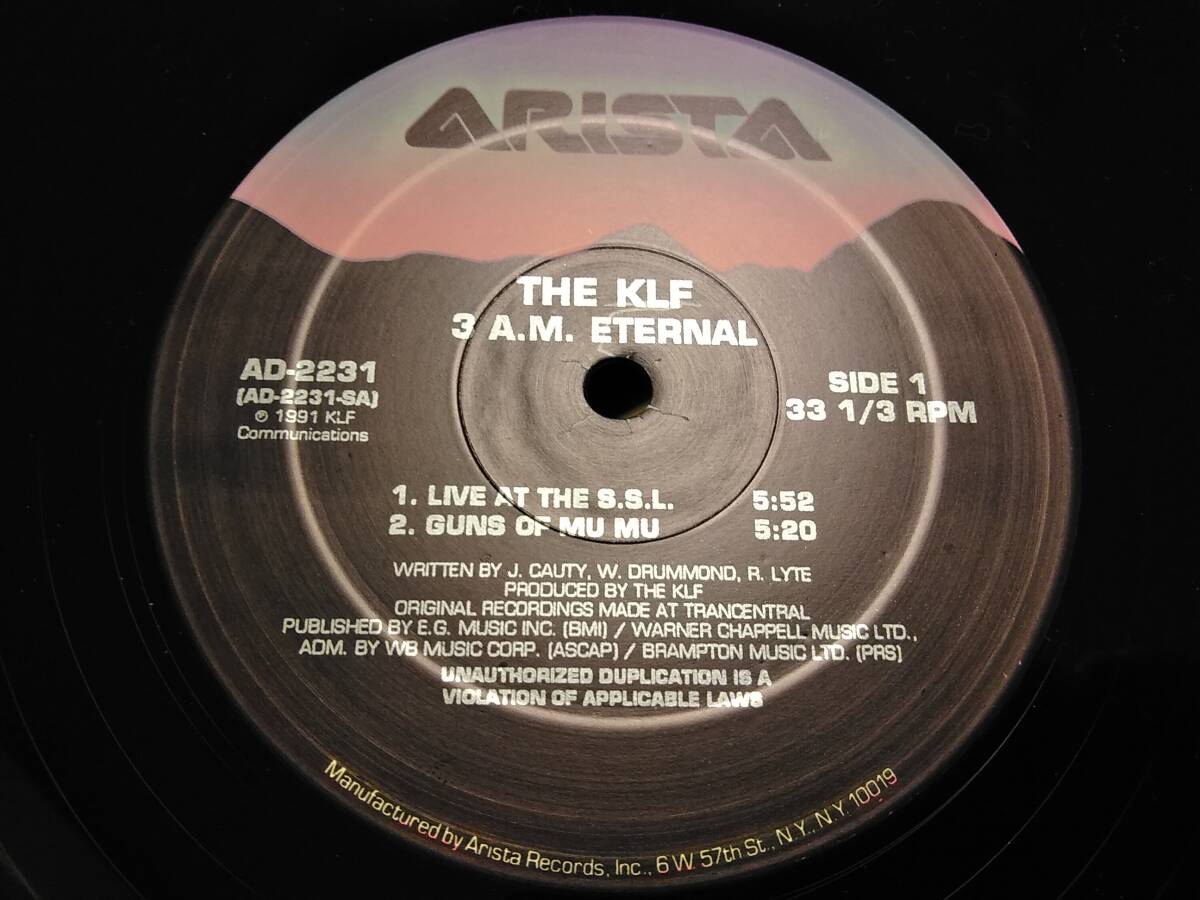 ARISTA
THE KLF
3 A.M. ETERNAL
AD-2231
(AD-2231-SA)
℗ 1991 KLF
Communications
SIDE 1
33 1/3 RPM
1. LIVE AT THE S.S.L. 5:52
2. GUNS OF MU MU 5:20
WRITTEN BY J. CAUTY, W. DRUMMOND, R. LYTE
PRODUCED BY THE KLF
ORIGINAL RECORDINGS MADE AT TRANCENTRAL
PUBLISHED BY E.G. MUSIC INC. (BMI) / WARNER CHAPPELL MUSIC LTD.,
ADM. BY WB MUSIC CORP. (ASCAP) / BRAMPTON MUSIC LTD. (PRS)
UNAUTHORIZED DUPLICATION IS A
VIOLATION OF APPLICABLE LAWS
Manufactured by Arista Records, Inc., 6 W. 57th St., N.Y., N.Y. 10019